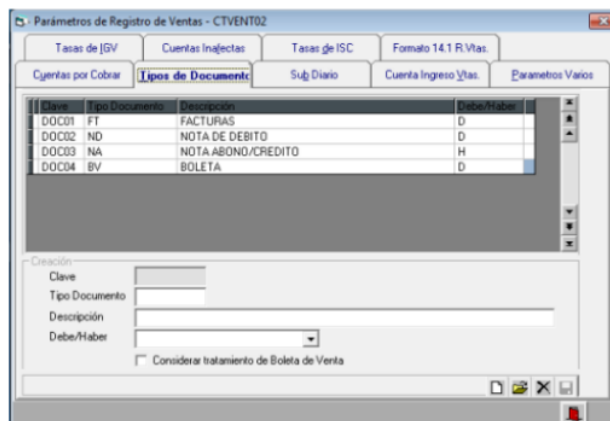 Parámetros de Registro de Ventas - CTVENT02
Tasas de IGV Cuentas Inafectas Tasas de ISC Formato 14.1 R.Vtas.
Cuentas por Cobrar Tipos de Documento Sub Diario Cuenta Ingreso Vtas. Parametros Varios
Clave Tipo Documento Descripción Debe/Haber
DOC01 FT FACTURAS D
DOC02 ND NOTA DE DEBITO D
DOC03 NA NOTA ABONO/CREDITO H
DOC04 BV BOLETA D
Creación
Clave
Tipo Documento
Descripción
Debe/Haber
Considerar tratamiento de Boleta de Venta